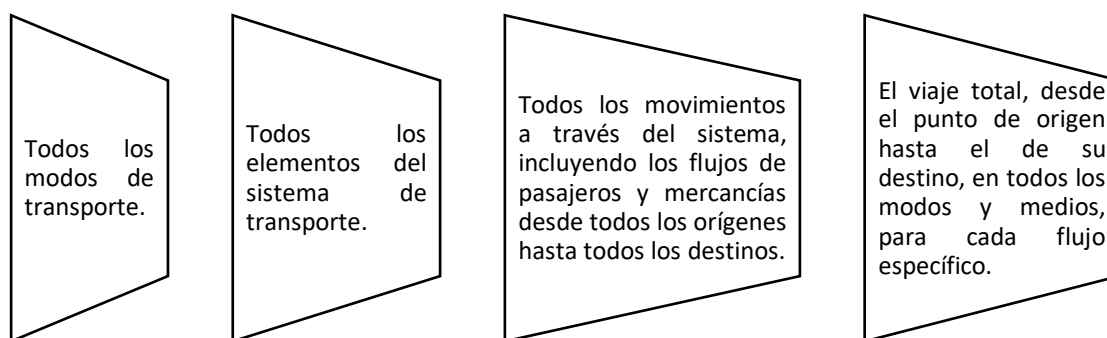 Todos los
modos de
transporte.
Todos los
elementos del
sistema de
transporte.
Todos los movimientos
a través del sistema,
incluyendo los flujos de
pasajeros y mercancías
desde todos los orígenes
hasta todos los destinos.
El viaje total, desde
el punto de origen
hasta el de su
destino, en todos los
modos y medios,
para cada flujo
específico.